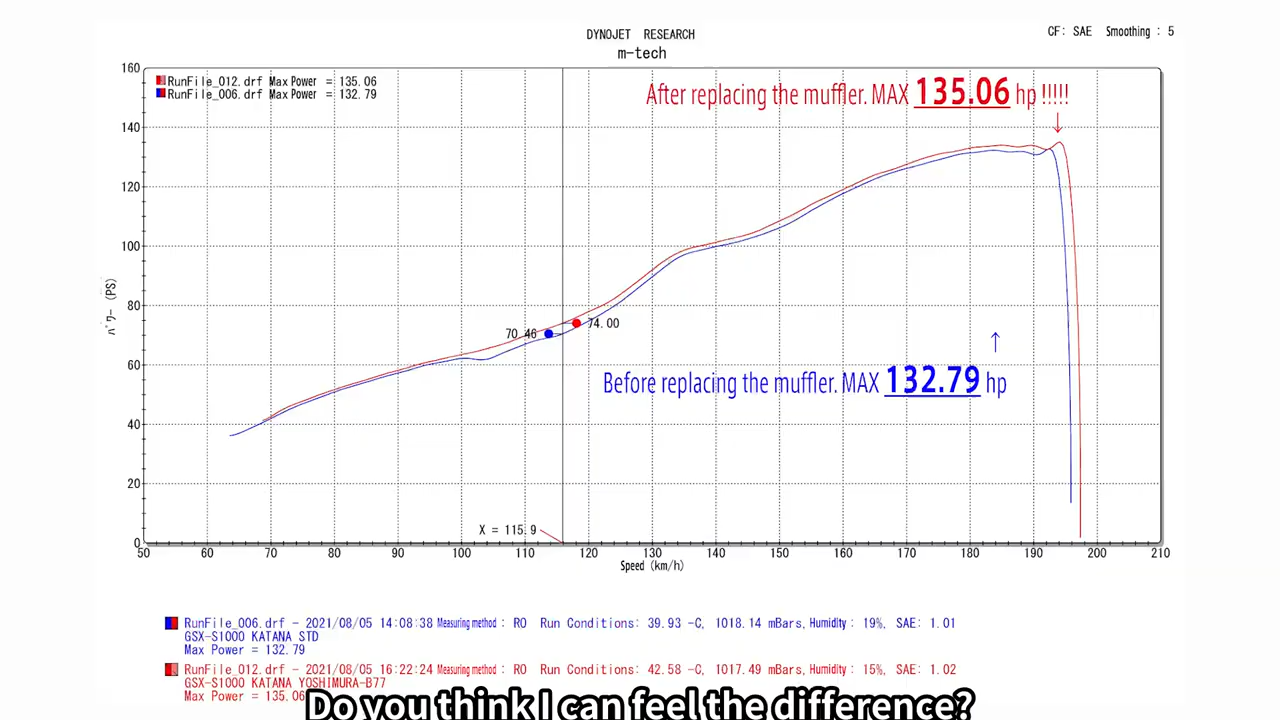 DYNOJET RESEARCH
m-tech
CF: SAE Smoothing : 5
RunFile_012.drf Max Power = 135.06
RunFile_006.drf Max Power = 132.79
After replacing the muffler. MAX 135.06 hp !!!!!
↓
160
140
120
100
80
60
40
20
0
パワー (PS)
70.46
74.00
↑
Before replacing the muffler. MAX 132.79 hp
X = 115.9
50 60 70 80 90 100 110 120 130 140 150 160 170 180 190 200 210
Speed (km/h)
RunFile_006.drf - 2021/08/05 14:08:38 Measuring method : RO Run Conditions: 39.93 -C, 1018.14 mBars, Humidity : 19%, SAE: 1.01
GSX-S1000 KATANA STD
Max Power = 132.79
RunFile_012.drf - 2021/08/05 16:22:24 Measuring method : RO Run Conditions: 42.58 -C, 1017.49 mBars, Humidity : 15%, SAE: 1.02
GSX-S1000 KATANA YOSHIMURA-B77
Max Power = 135.06
Do you think I can feel the difference?